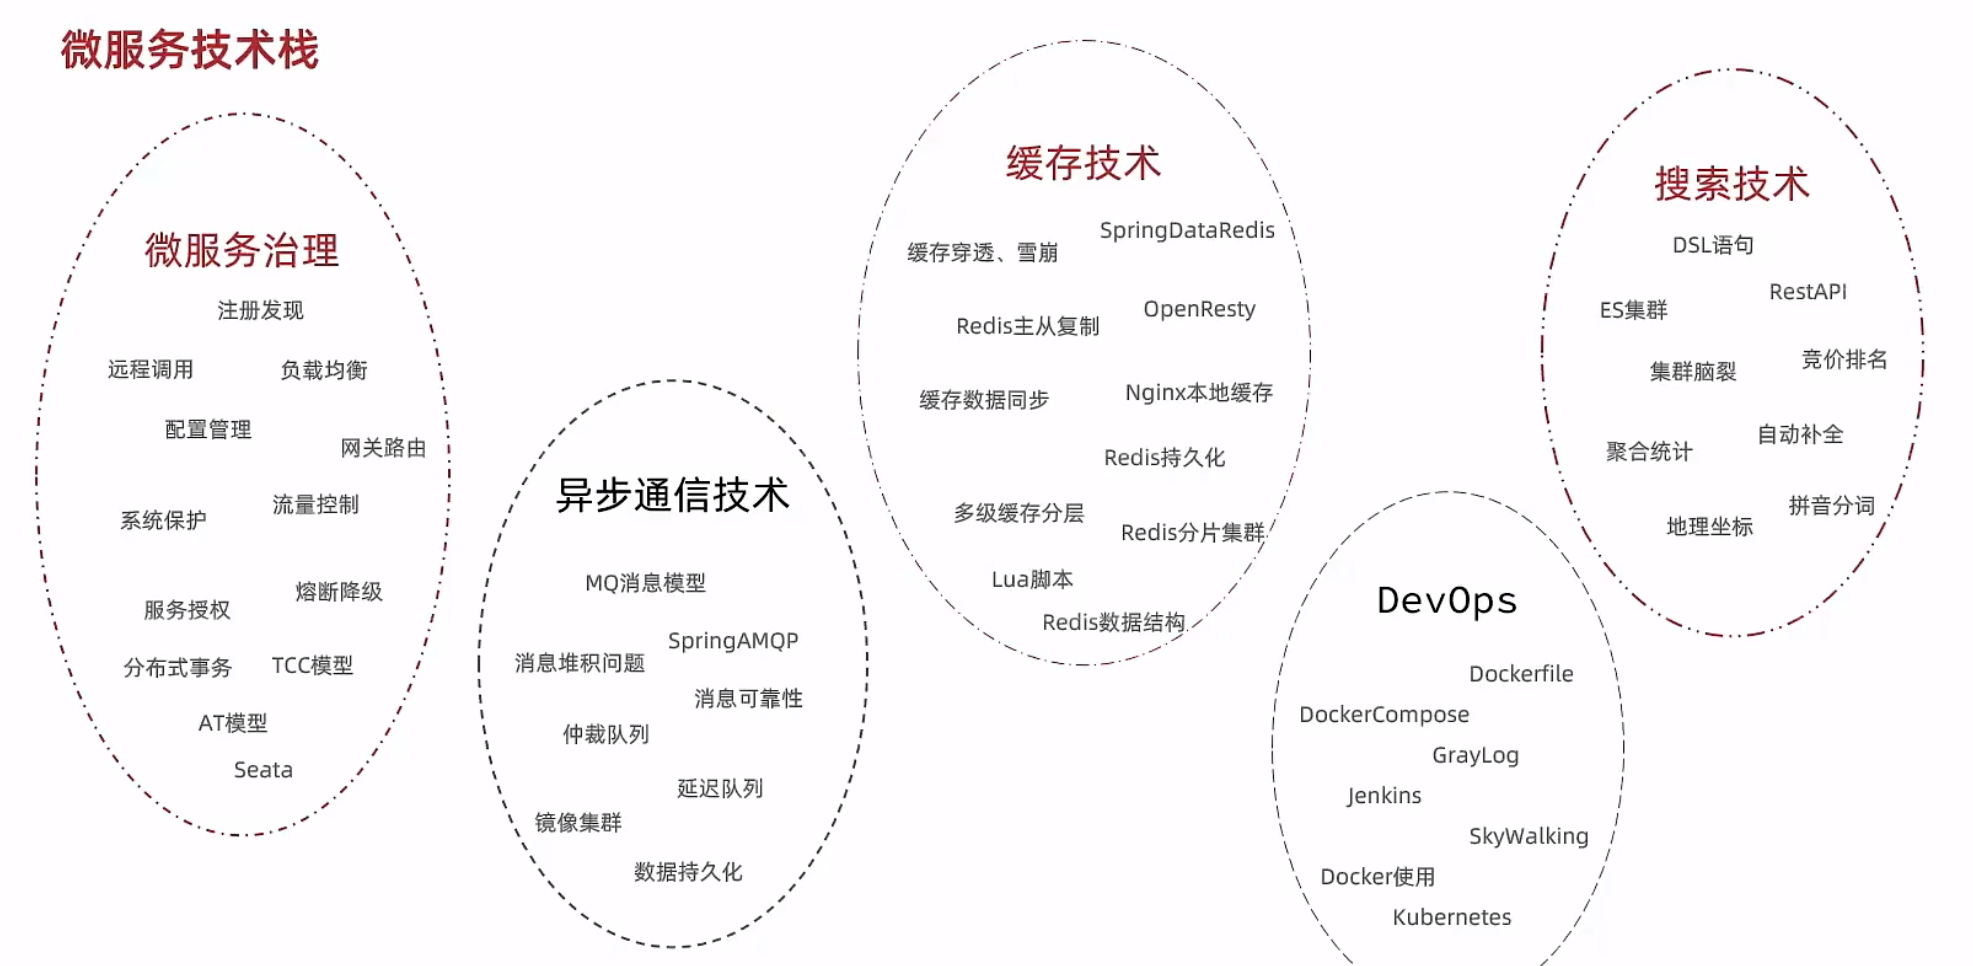 微服务技术栈
微服务治理
注册发现
远程调用
负载均衡
配置管理
网关路由
系统保护
流量控制
服务授权
熔断降级
分布式事务
TCC模型
AT模型
Seata
异步通信技术
MQ消息模型
SpringAMQP
消息堆积问题
消息可靠性
仲裁队列
延迟队列
镜像集群
数据持久化
缓存技术
SpringDataRedis
缓存穿透、雪崩
OpenResty
Redis主从复制
Nginx本地缓存
缓存数据同步
Redis持久化
多级缓存分层
Redis分片集群
Lua脚本
Redis数据结构
DevOps
Dockerfile
DockerCompose
GrayLog
Jenkins
SkyWalking
Docker使用
Kubernetes
搜索技术
DSL语句
RestAPI
ES集群
竞价排名
集群脑裂
自动补全
聚合统计
拼音分词
地理坐标